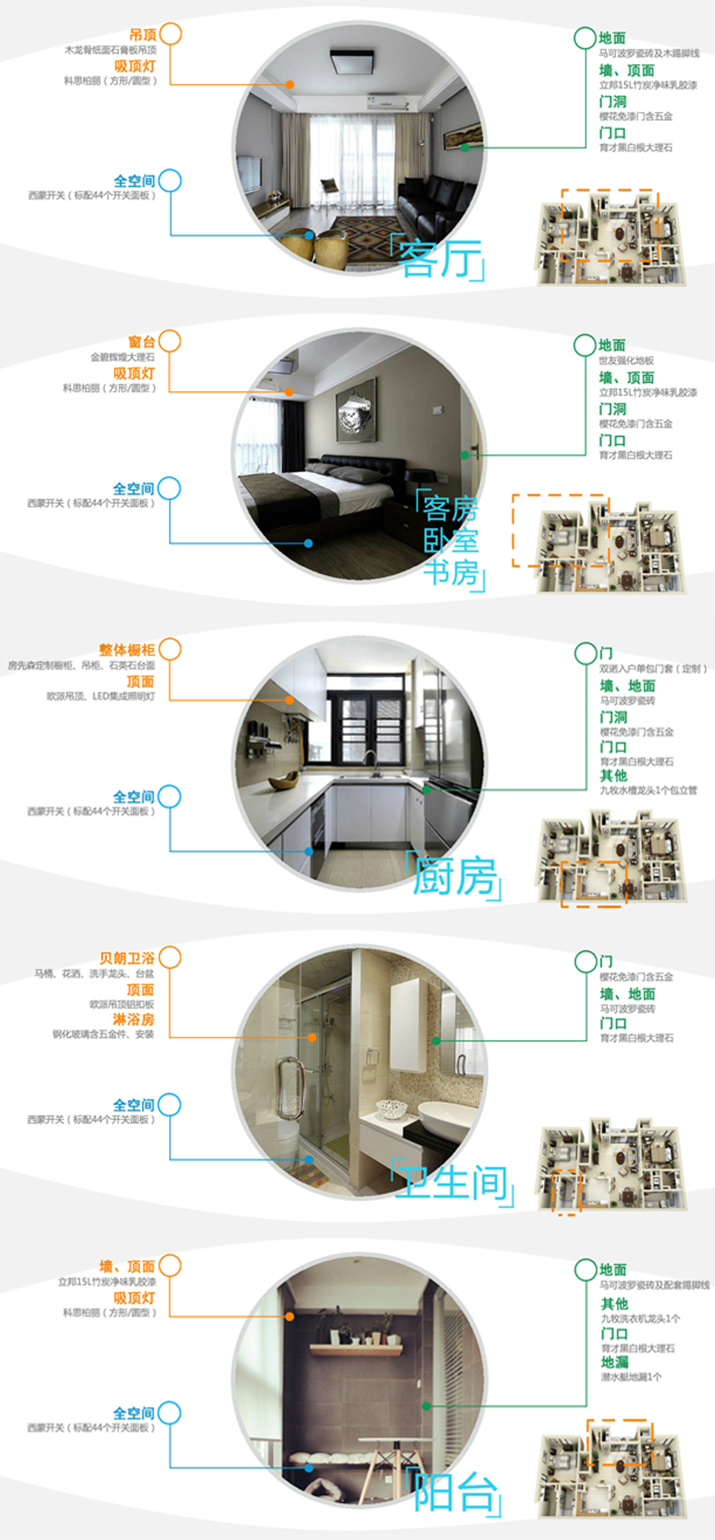 吊顶
木龙骨纸面石膏板吊顶
吸顶灯
科思柏丽（方形/圆型）
全空间
西蒙开关（标配44个开关面板）
地面
马可波罗瓷砖及木踢脚线
墙、顶面
立邦15L竹炭净味乳胶漆
门洞
樱花免漆门含五金
门口
育才黑白根大理石
「客厅」
窗台
金碧辉煌大理石
吸顶灯
科思柏丽（方形/圆型）
全空间
西蒙开关（标配44个开关面板）
地面
世友强化地板
墙、顶面
立邦15L竹炭净味乳胶漆
门洞
樱花免漆门含五金
门口
育才黑白根大理石
「客房
卧室
书房」
整体橱柜
房先森定制橱柜、吊柜、石英石台面
顶面
欧派吊顶、LED集成照明灯
全空间
西蒙开关（标配44个开关面板）
门
双诺入户单包门套（定制）
墙、地面
马可波罗瓷砖
门洞
樱花免漆门含五金
门口
育才黑白根大理石
其他
九牧水槽龙头1个包立管
「厨房」
贝朗卫浴
马桶、花洒、洗手龙头、台盆
顶面
欧派吊顶铝扣板
淋浴房
钢化玻璃含五金件、安装
全空间
西蒙开关（标配44个开关面板）
门
樱花免漆门含五金
墙、地面
马可波罗瓷砖
门口
育才黑白根大理石
「卫生间」
墙、顶面
立邦15L竹炭净味乳胶漆
吸顶灯
科思柏丽（方形/圆型）
全空间
西蒙开关（标配44个开关面板）
地面
马可波罗瓷砖及配套踢脚线
其他
九牧洗衣机龙头1个
门口
育才黑白根大理石
地漏
潜水艇地漏1个
「阳台」